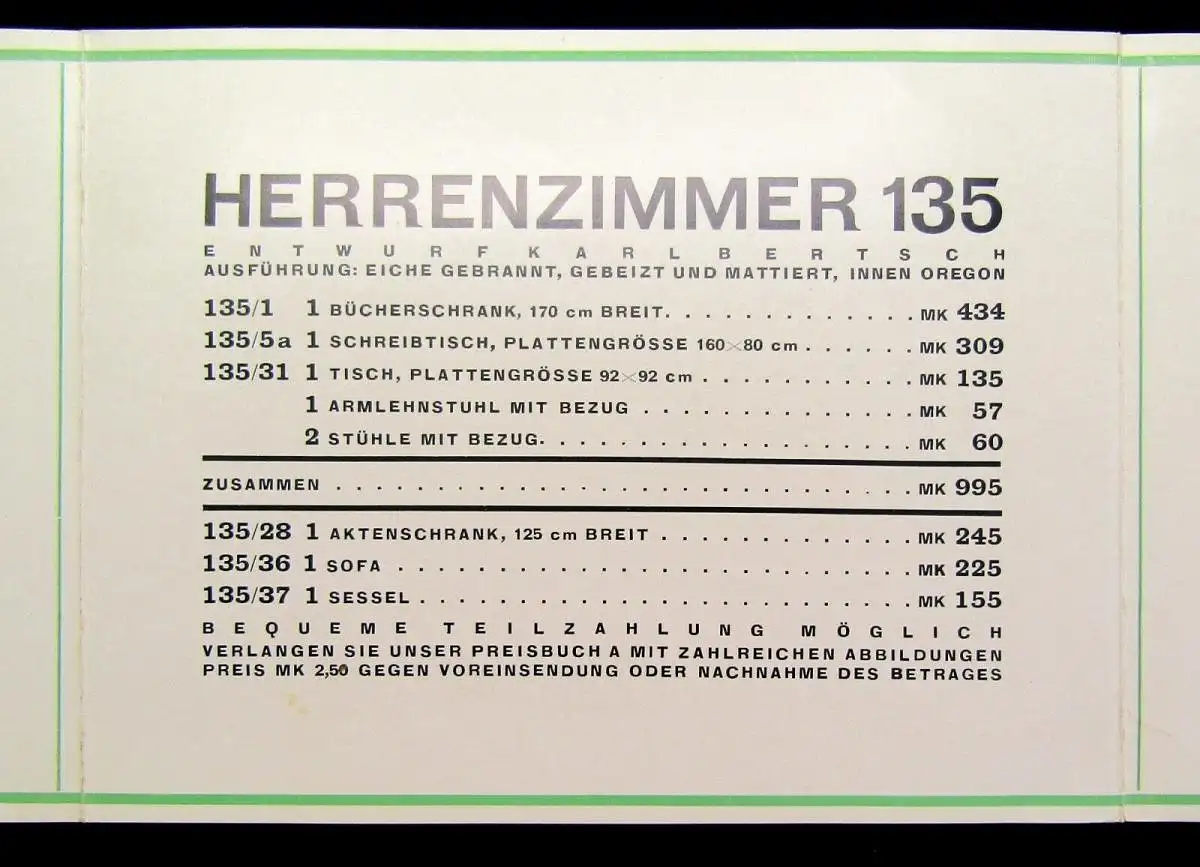 HERRENZIMMER 135
ENTWURF KARL BERTSCH
AUSFÜHRUNG: EICHE GEBRANNT, GEBEIZT UND MATTIERT, INNEN OREGON
135/1 1 BÜCHERSCHRANK, 170 cm BREIT. . . . . . . . . . . . . . MK 434
135/5a 1 SCHREIBTISCH, PLATTENGRÖSSE 160×80 cm . . . . . . MK 309
135/31 1 TISCH, PLATTENGRÖSSE 92×92 cm . . . . . . . . . . . MK 135
1 ARMLEHNSTUHL MIT BEZUG . . . . . . . . . . . . . . MK 57
2 STÜHLE MIT BEZUG. . . . . . . . . . . . . . . . . . . MK 60
ZUSAMMEN . . . . . . . . . . . . . . . . . . . . . . . . . . . . . MK 995
135/28 1 AKTENSCHRANK, 125 cm BREIT . . . . . . . . . . . . . MK 245
135/36 1 SOFA . . . . . . . . . . . . . . . . . . . . . . . . . . MK 225
135/37 1 SESSEL . . . . . . . . . . . . . . . . . . . . . . . . . MK 155
BEQUEME TEILZAHLUNG MÖGLICH
VERLANGEN SIE UNSER PREISBUCH A MIT ZAHLREICHEN ABBILDUNGEN
PREIS MK 2,50 GEGEN VOREINSENDUNG ODER NACHNAHME DES BETRAGES